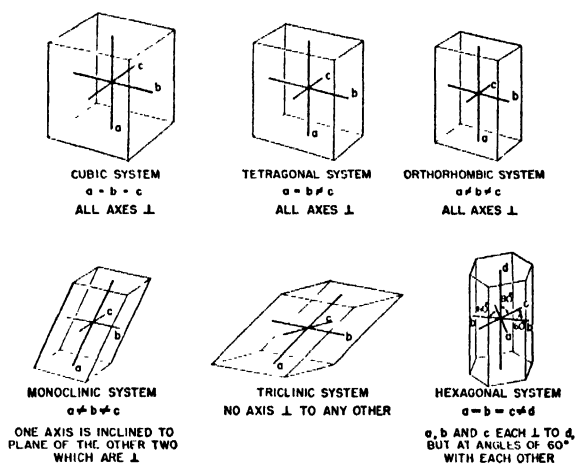 c
b
a
CUBIC SYSTEM
a = b = c
ALL AXES ⊥
c
b
a
TETRAGONAL SYSTEM
a = b ≠ c
ALL AXES ⊥
c
b
a
ORTHORHOMBIC SYSTEM
a ≠ b ≠ c
ALL AXES ⊥
c
b
a
MONOCLINIC SYSTEM
a ≠ b ≠ c
ONE AXIS IS INCLINED TO
PLANE OF THE OTHER TWO
WHICH ARE ⊥
c
b
a
TRICLINIC SYSTEM
NO AXIS ⊥ TO ANY OTHER
d
c
b
b
a
HEXAGONAL SYSTEM
a = b = c ≠ d
a, b AND c EACH ⊥ TO d,
BUT AT ANGLES OF 60°
WITH EACH OTHER